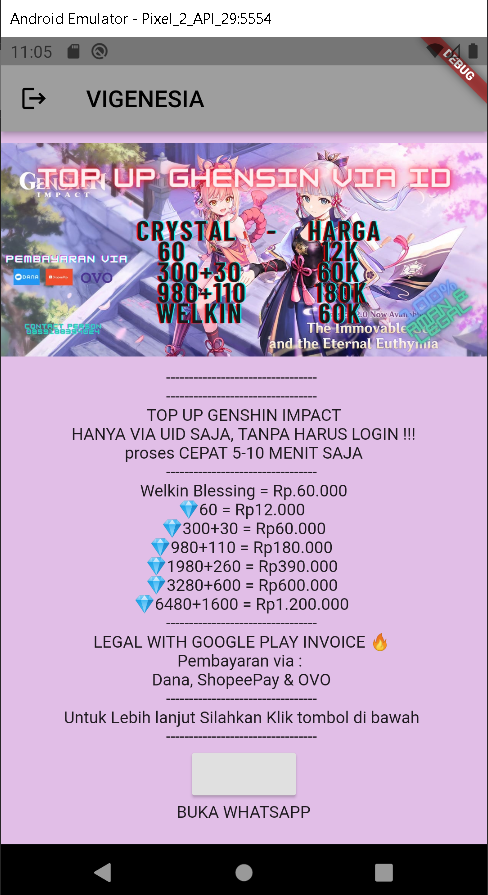 Android Emulator - Pixel_2_API_29:5554
11:05
DEBUG
VIGENESIA
TOP UP GHENSIN VIA ID
GENSHIN
IMPACT
CRYSTAL - HARGA
60 12K
300+30 60K
980+110 180K
WELKIN 60K
PEMBAYARAN VIA
DANA
OVO
CONTACT PERSON
100%
The Immovable
and the Eternal Euthymia
--------------------------------
--------------------------------
TOP UP GENSHIN IMPACT
HANYA VIA UID SAJA, TANPA HARUS LOGIN !!!
proses CEPAT 5-10 MENIT SAJA
--------------------------------
Welkin Blessing = Rp.60.000
💎60 = Rp12.000
💎300+30 = Rp60.000
💎980+110 = Rp180.000
💎1980+260 = Rp390.000
💎3280+600 = Rp600.000
💎6480+1600 = Rp1.200.000
--------------------------------
LEGAL WITH GOOGLE PLAY INVOICE 🔥
Pembayaran via :
Dana, ShopeePay & OVO
--------------------------------
Untuk Lebih lanjut Silahkan Klik tombol di bawah
--------------------------------
BUKA WHATSAPP